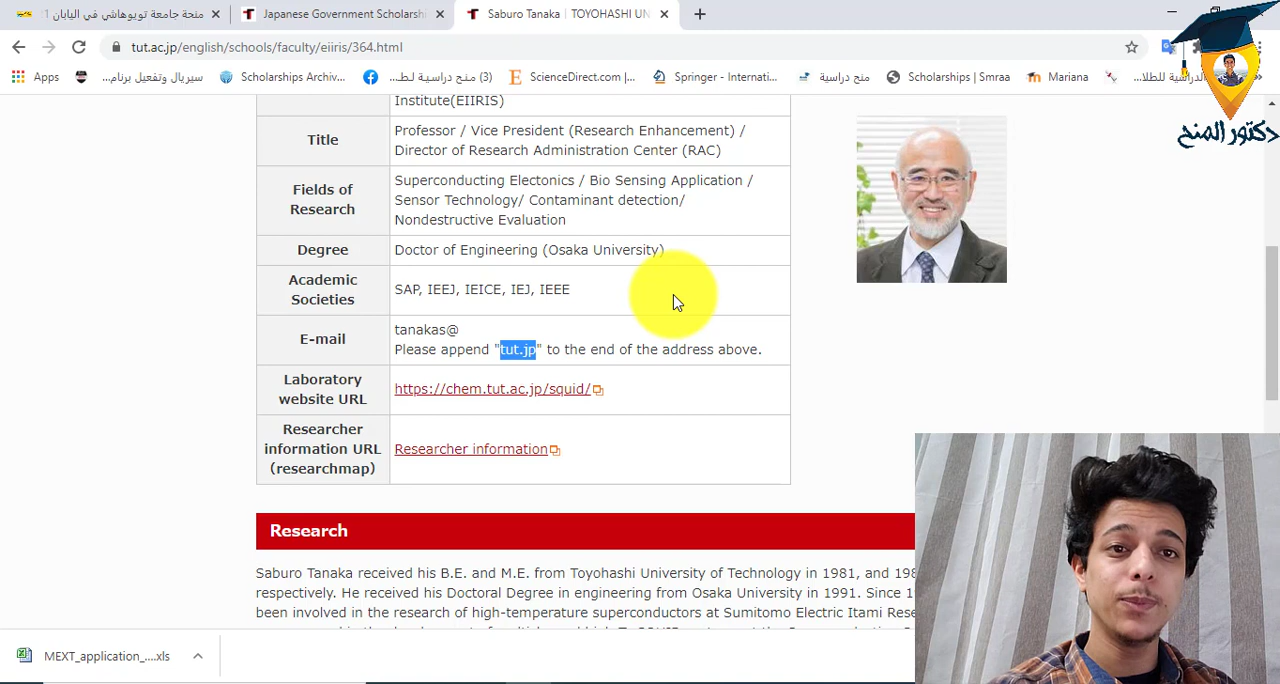 منحة جامعة تويوهاشي في اليابان 1
Japanese Government Scholarshi
Saburo Tanaka | TOYOHASHI UN
tut.ac.jp/english/schools/faculty/eiiris/364.html
Apps
سيريال وتفعيل برنام...
Scholarships Archiv...
(3) منح دراسية لط...
ScienceDirect.com |...
Springer - Internati...
منح دراسية
Scholarships | Smraa
Mariana
الدراسية للطلا...
دكتور المنح
Institute(EIIRIS)
Title
Professor / Vice President (Research Enhancement) /
Director of Research Administration Center (RAC)
Fields of
Research
Superconducting Electonics / Bio Sensing Application /
Sensor Technology/ Contaminant detection/
Nondestructive Evaluation
Degree
Doctor of Engineering (Osaka University)
Academic
Societies
SAP, IEEJ, IEICE, IEJ, IEEE
E-mail
tanakas@
Please append "tut.jp" to the end of the address above.
Laboratory
website URL
https://chem.tut.ac.jp/squid/
Researcher
information URL
(researchmap)
Researcher information
Research
Saburo Tanaka received his B.E. and M.E. from Toyohashi University of Technology in 1981, and 198
respectively. He received his Doctoral Degree in engineering from Osaka University in 1991. Since 1
been involved in the research of high-temperature superconductors at Sumitomo Electric Itami Rese
MEXT_application_....xls